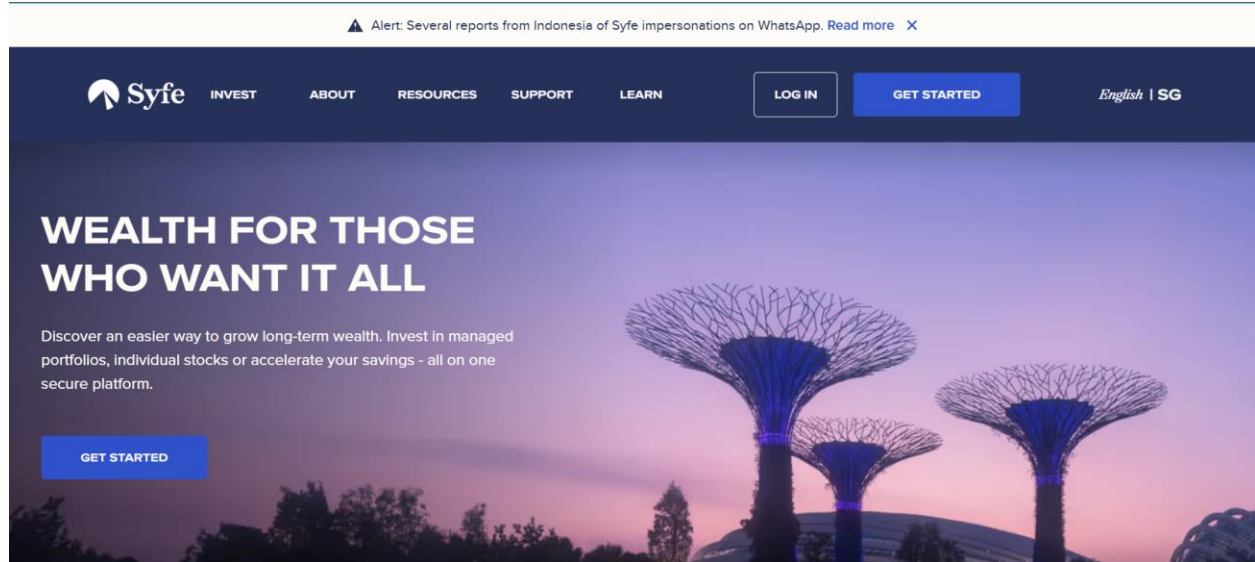 Alert: Several reports from Indonesia of Syfe impersonations on WhatsApp. Read more X
Syfe INVEST ABOUT RESOURCES SUPPORT LEARN LOG IN GET STARTED English | SG
WEALTH FOR THOSE
WHO WANT IT ALL
Discover an easier way to grow long-term wealth. Invest in managed
portfolios, individual stocks or accelerate your savings - all on one
secure platform.
GET STARTED